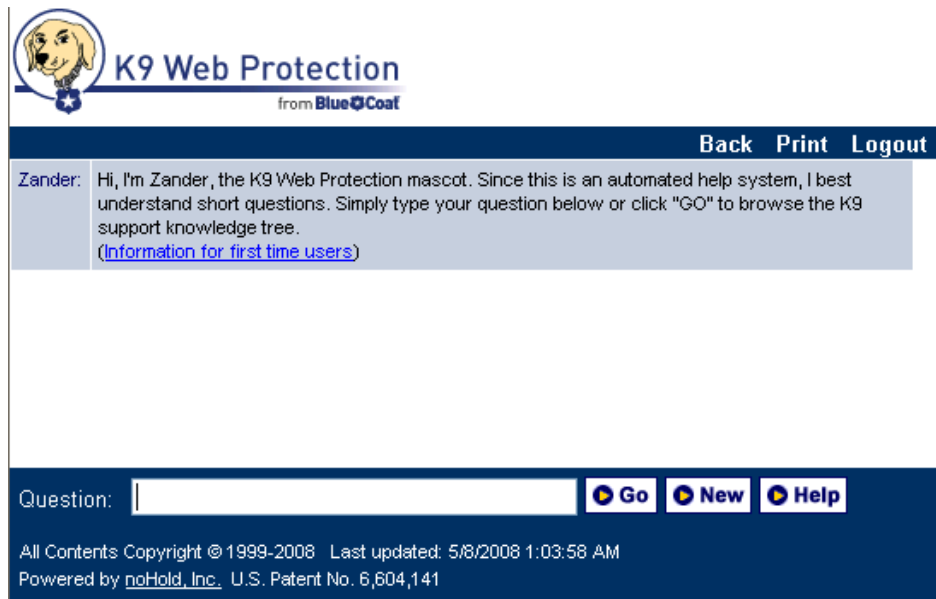 K9 Web Protection
from Blue Coat
Back Print Logout
Zander: Hi, I'm Zander, the K9 Web Protection mascot. Since this is an automated help system, I best
understand short questions. Simply type your question below or click "GO" to browse the K9
support knowledge tree.
(Information for first time users)
Question: Go New Help
All Contents Copyright © 1999-2008 Last updated: 5/8/2008 1:03:58 AM
Powered by noHold, Inc. U.S. Patent No. 6,604,141